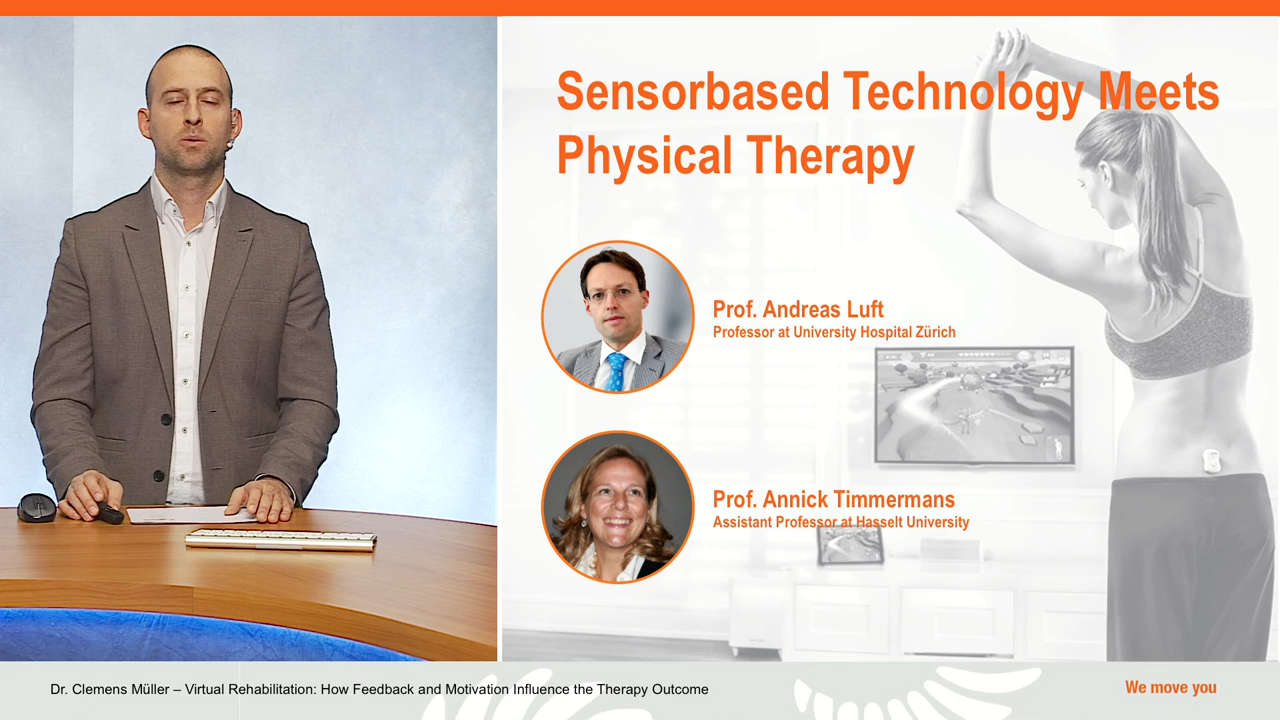 Sensorbased Technology Meets
Physical Therapy
Prof. Andreas Luft
Professor at University Hospital Zürich
Prof. Annick Timmermans
Assistant Professor at Hasselt University
Dr. Clemens Müller – Virtual Rehabilitation: How Feedback and Motivation Influence the Therapy Outcome
We move you